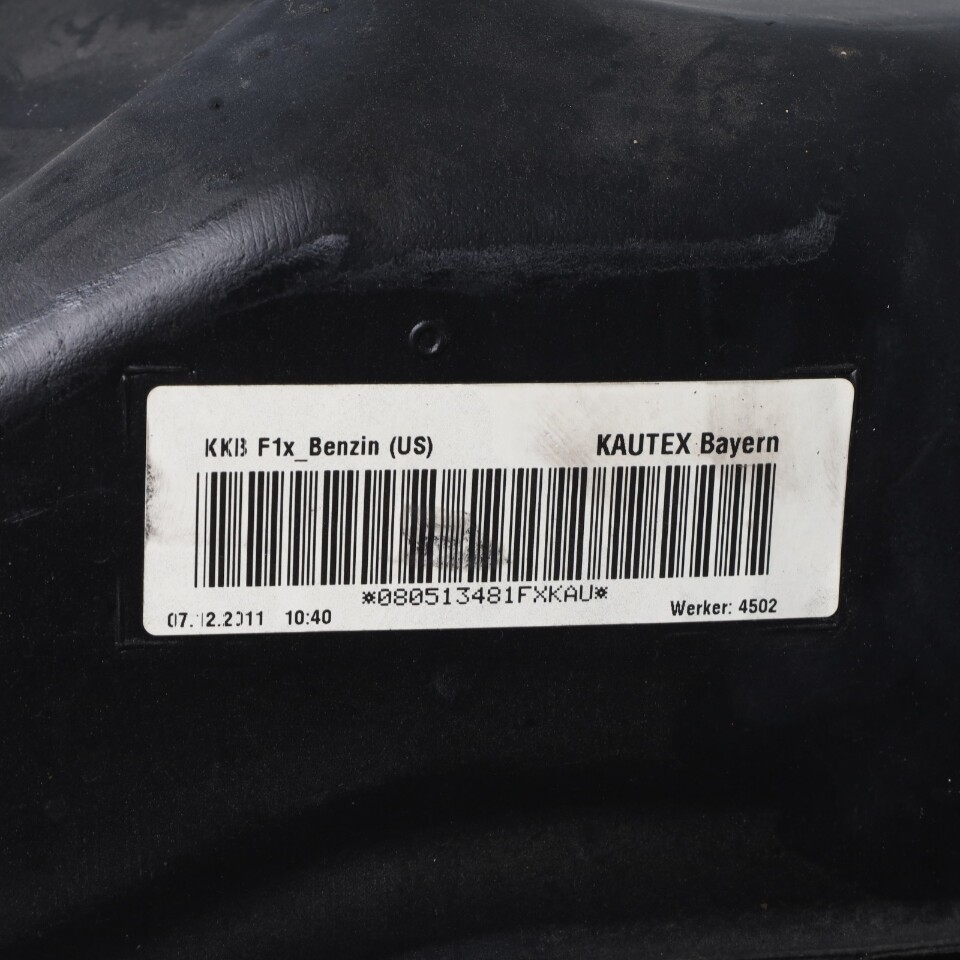 KKB F1x_Benzin (US) KAUTEX Bayern
*080513481FXKAU*
07.12.2011 10:40 Werker: 4502